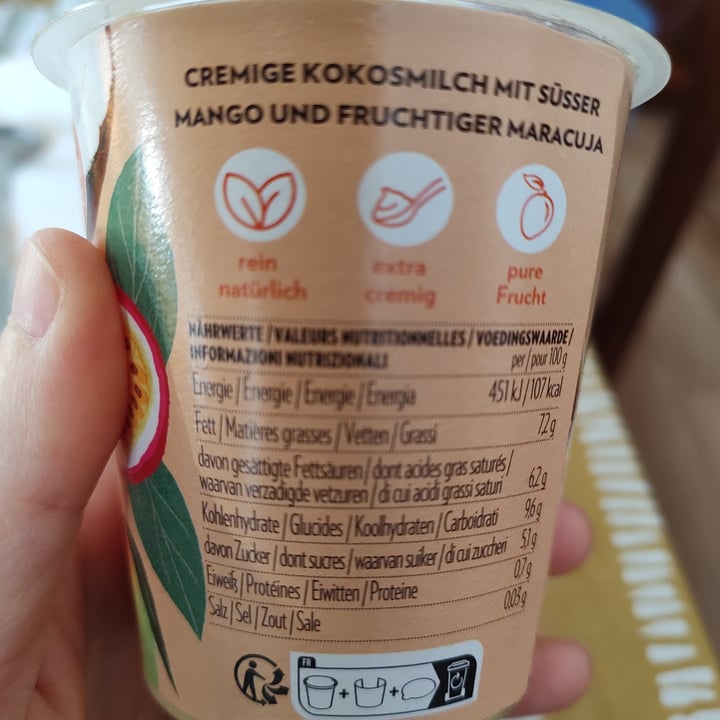 CREMIGE KOKOSMILCH MIT SÜSSER
MANGO UND FRUCHTIGER MARACUJA
rein
natürlich
extra
cremig
pure
Frucht
NÄHRWERTE / VALEURS NUTRITIONNELLES / VOEDINGSWAARDE /
INFORMAZIONI NUTRIZIONALI per / pour 100 g
Energie / Énergie / Energie / Energia 451 kJ / 107 kcal
Fett / Matières grasses / Vetten / Grassi 7,2 g
davon gesättigte Fettsäuren / dont acides gras saturés /
waarvan verzadigde vetzuren / di cui acidi grassi saturi 6,2 g
Kohlenhydrate / Glucides / Koolhydraten / Carboidrati 9,6 g
davon Zucker / dont sucres / waarvan suiker / di cui zuccheri 5,1 g
Eiweiß / Protéines / Eiwitten / Proteine 0,7 g
Salz / Sel / Zout / Sale 0,03 g
FR
+ +